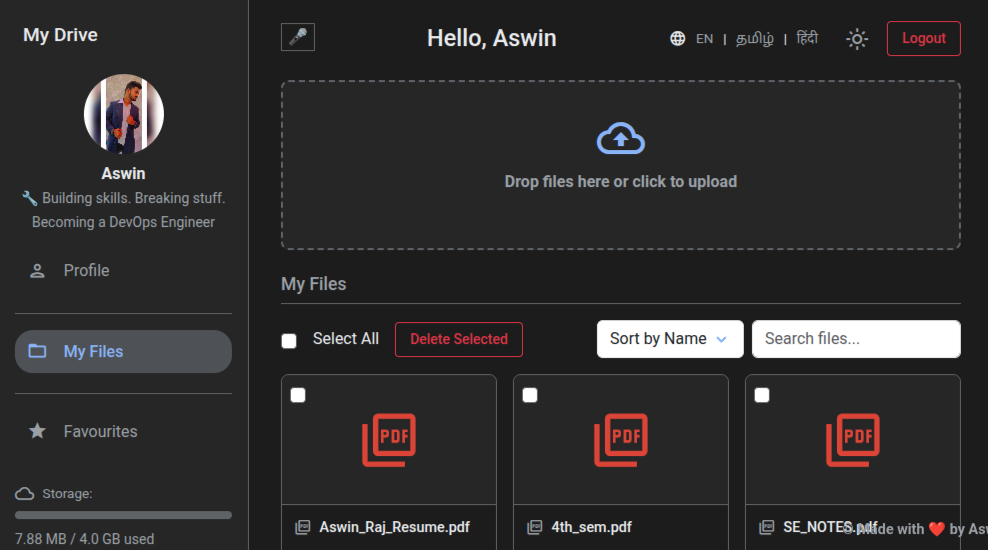 My Drive
Aswin
🔧 Building skills. Breaking stuff.
Becoming a DevOps Engineer
Profile
My Files
Favourites
Storage:
7.88 MB / 4.0 GB used
Hello, Aswin
EN | தமிழ் | हिंदी
Logout
Drop files here or click to upload
My Files
Select All
Delete Selected
Sort by Name
Search files...
PDF
PDF
PDF
PDF Aswin_Raj_Resume.pdf
PDF 4th_sem.pdf
PDF SE_NOTES.pdf
© Made with ❤️ by Asw